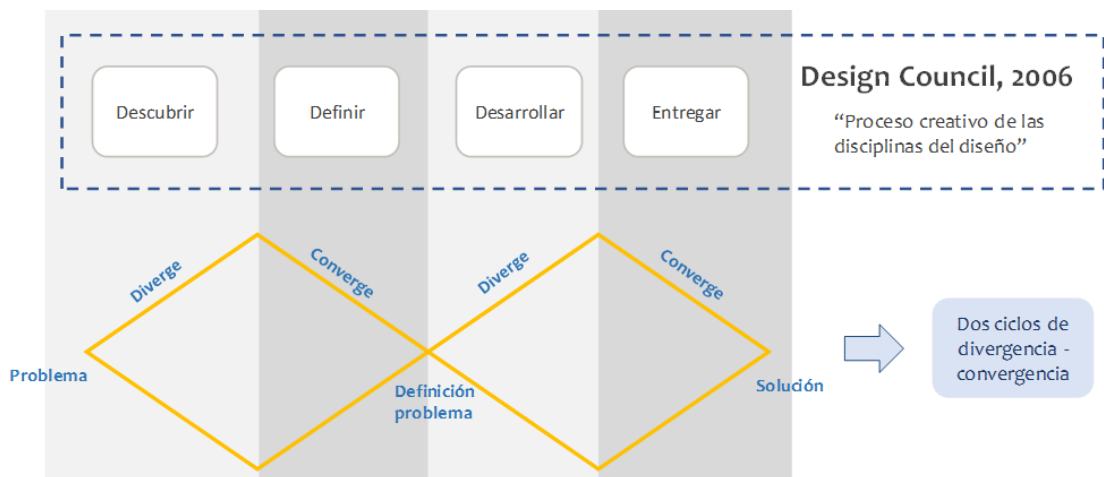 Design Council, 2006
"Proceso creativo de las
disciplinas del diseño"
Descubrir
Definir
Desarrollar
Entregar
Diverge
Converge
Diverge
Converge
Problema
Definición
problema
Solución
Dos ciclos de
divergencia -
convergencia